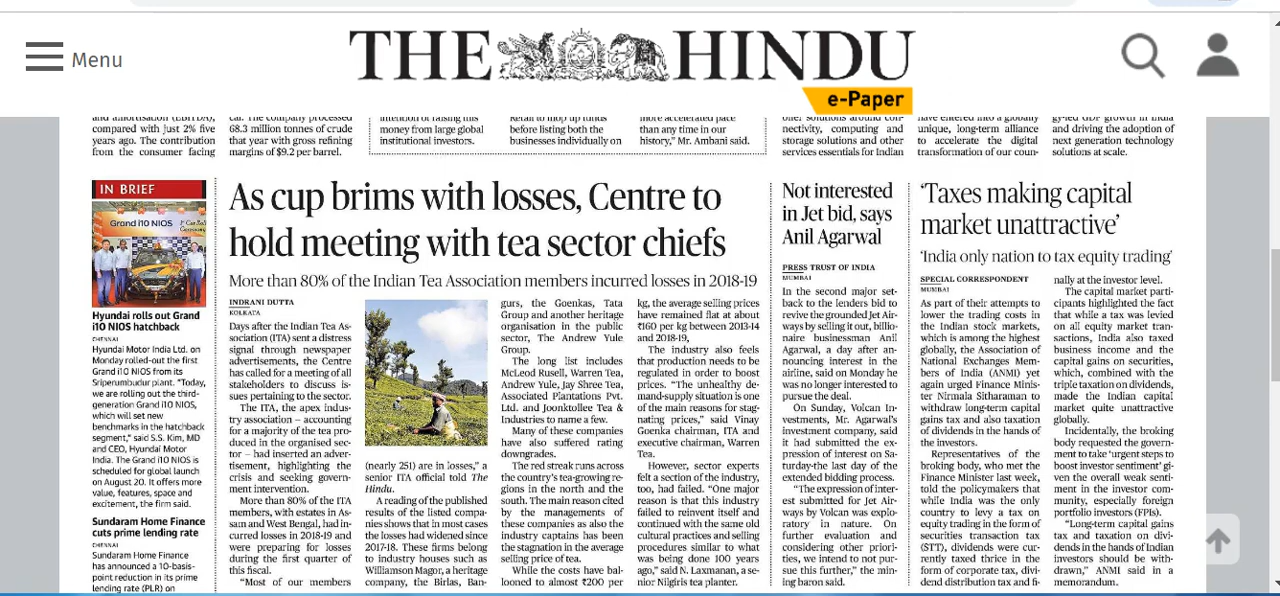 Menu
THE HINDU
e-Paper
and amortisation (EBITDA),
compared with just 2% five
years ago. The contribution
from the consumer facing
cal. The company processed
68.3 million tonnes of crude
that year with gross refining
margins of $9.2 per barrel.
intention of raising this
money from large global
institutional investors.
Retail to mop up funds
before listing both the
businesses individually on
more accelerated pace
than any time in our
history," Mr. Ambani said.
offer solutions around con-
nectivity, computing and
storage solutions and other
services essentials for Indian
have entered into a globally
unique, long-term alliance
to accelerate the digital
transformation of our coun-
gy-led GDP growth in India
and driving the adoption of
next generation technology
solutions at scale.
IN BRIEF
Grand i10 NIOS
Hyundai rolls out Grand
i10 NIOS hatchback
CHENNAI
Hyundai Motor India Ltd. on
Monday rolled-out the first
Grand i10 NIOS from its
Sriperumbudur plant. "Today,
we are rolling out the third-
generation Grand i10 NIOS,
which will set new
benchmarks in the hatchback
segment," said S.S. Kim, MD
and CEO, Hyundai Motor
India. The Grand i10 NIOS is
scheduled for global launch
on August 20. It offers more
value, features, space and
excitement, the firm said.
Sundaram Home Finance
cuts prime lending rate
CHENNAI
Sundaram Home Finance
has announced a 10-basis-
point reduction in its prime
lending rate (PLR) on
As cup brims with losses, Centre to
hold meeting with tea sector chiefs
More than 80% of the Indian Tea Association members incurred losses in 2018-19
INDRANI DUTTA
KOLKATA
Days after the Indian Tea As-
sociation (ITA) sent a distress
signal through newspaper
advertisements, the Centre
has called for a meeting of all
stakeholders to discuss is-
sues pertaining to the sector.
The ITA, the apex indus-
try association – accounting
for a majority of the tea pro-
duced in the organised sec-
tor – had inserted an adver-
tisement, highlighting the
crisis and seeking govern-
ment intervention.
More than 80% of the ITA
members, with estates in As-
sam and West Bengal, had in-
curred losses in 2018-19 and
were preparing for losses
during the first quarter of
this fiscal.
"Most of our members
(nearly 251) are in losses," a
senior ITA official told The
Hindu.
A reading of the published
results of the listed compa-
nies shows that in most cases
the losses had widened since
2017-18. These firms belong
to industry houses such as
Williamson Magor, a heritage
company, the Birlas, Ban-
gurs, the Goenkas, Tata
Group and another heritage
organisation in the public
sector, The Andrew Yule
Group.
The long list includes
McLeod Rusell, Warren Tea,
Andrew Yule, Jay Shree Tea,
Associated Plantations Pvt.
Ltd. and Joonktollee Tea &
Industries to name a few.
Many of these companies
have also suffered rating
downgrades.
The red streak runs across
the country's tea-growing re-
gions in the north and the
south. The main reason cited
by the managements of
these companies as also the
industry captains has been
the stagnation in the average
selling price of tea.
While the costs have bal-
looned to almost ₹200 per
kg, the average selling prices
have remained flat at about
₹160 per kg between 2013-14
and 2018-19,
The industry also feels
that production needs to be
regulated in order to boost
prices. "The unhealthy de-
mand-supply situation is one
of the main reasons for stag-
nating prices," said Vinay
Goenka chairman, ITA and
executive chairman, Warren
Tea.
However, sector experts
felt a section of the industry,
too, had failed. "One major
reason is that this industry
failed to reinvent itself and
continued with the same old
cultural practices and selling
procedures similar to what
was being done 100 years
ago," said N. Laxmanan, a se-
nior Nilgiris tea planter.
Not interested
in Jet bid, says
Anil Agarwal
PRESS TRUST OF INDIA
MUMBAI
In the second major set-
back to the lenders bid to
revive the grounded Jet Air-
ways by selling it out, billio-
naire businessman Anil
Agarwal, a day after an-
nouncing interest in the
airline, said on Monday he
was no longer interested to
pursue the deal.
On Sunday, Volcan In-
vestments, Mr. Agarwal's
investment company, said
it had submitted the ex-
pression of interest on Sa-
turday-the last day of the
extended bidding process.
"The expression of inter-
est submitted for Jet Air-
ways by Volcan was explo-
ratory in nature. On
further evaluation and
considering other priori-
ties, we intend to not pur-
sue this further," the min-
ing baron said.
'Taxes making capital
market unattractive'
'India only nation to tax equity trading'
SPECIAL CORRESPONDENT
MUMBAI
As part of their attempts to
lower the trading costs in
the Indian stock markets,
which is among the highest
globally, the Association of
National Exchanges Mem-
bers of India (ANMI) yet
again urged Finance Minis-
ter Nirmala Sitharaman to
withdraw long-term capital
gains tax and also taxation
of dividends in the hands of
the investors.
Representatives of the
broking body, who met the
Finance Minister last week,
told the policymakers that
while India was the only
country to levy a tax on
equity trading in the form of
securities transaction tax
(STT), dividends were cur-
rently taxed thrice in the
form of corporate tax, divi-
dend distribution tax and fi-
nally at the investor level.
The capital market parti-
cipants highlighted the fact
that while a tax was levied
on all equity market tran-
sactions, India also taxed
business income and the
capital gains on securities,
which, combined with the
triple taxation on dividends,
made the Indian capital
market quite unattractive
globally.
Incidentally, the broking
body requested the govern-
ment to take 'urgent steps to
boost investor sentiment' gi-
ven the overall weak senti-
ment in the investor com-
munity, especially foreign
portfolio investors (FPIs).
"Long-term capital gains
tax and taxation on divi-
dends in the hands of Indian
investors should be with-
drawn," ANMI said in a
memorandum.